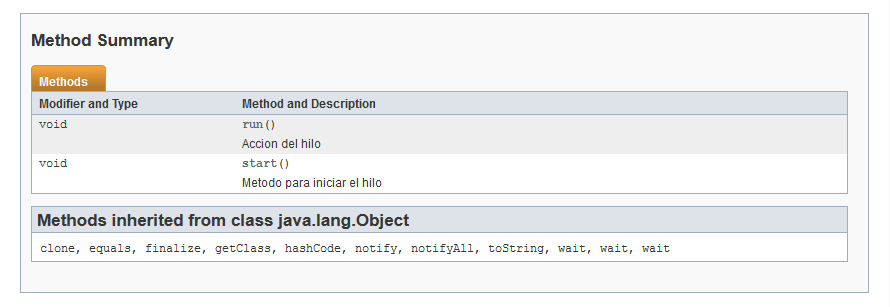 Method Summary
Methods
Modifier and Type Method and Description
void run()
Accion del hilo
void start()
Metodo para iniciar el hilo
Methods inherited from class java.lang.Object
clone, equals, finalize, getClass, hashCode, notify, notifyAll, toString, wait, wait, wait